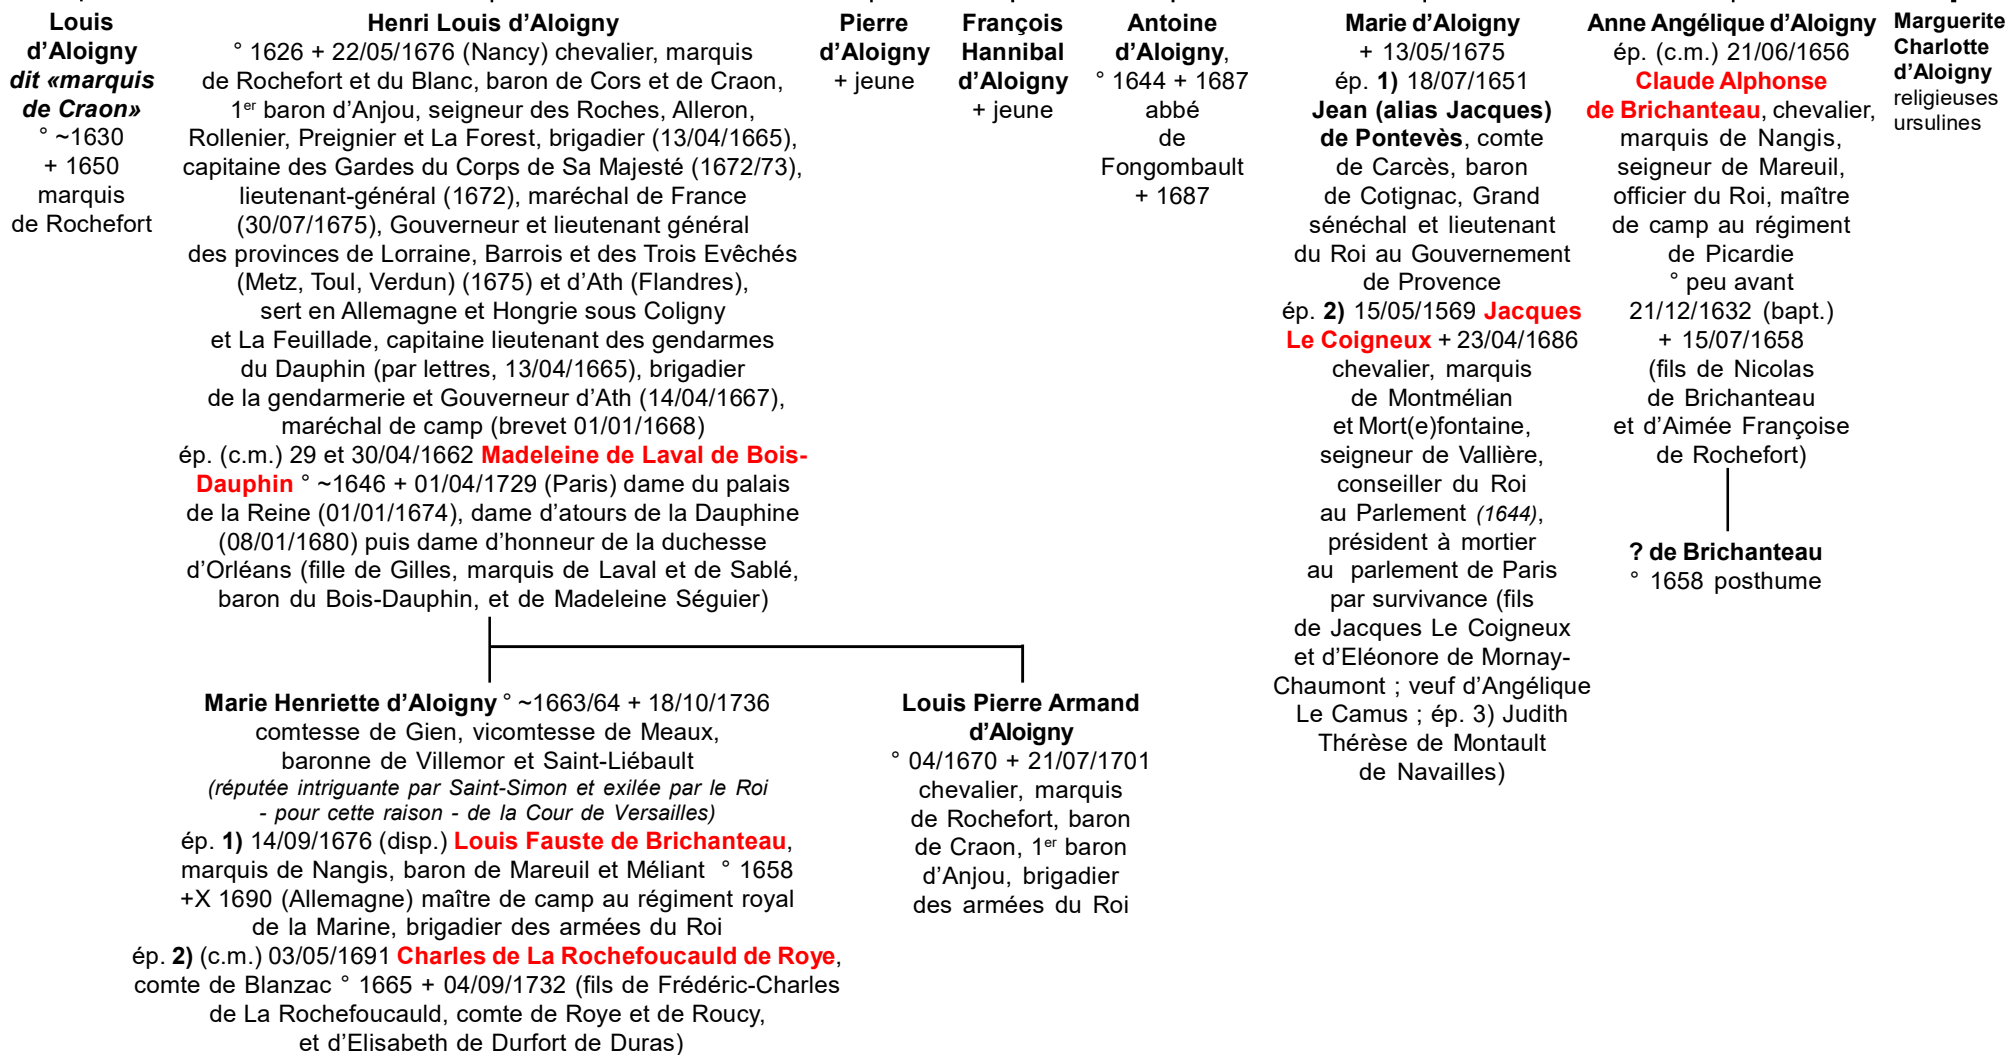 Louis
d'Aloigny
dit «marquis
de Craon»
° ~1630
+ 1650
marquis
de Rochefort
Henri Louis d'Aloigny
° 1626 + 22/05/1676 (Nancy) chevalier, marquis
de Rochefort et du Blanc, baron de Cors et de Craon,
1er baron d'Anjou, seigneur des Roches, Alleron,
Rollenier, Preignier et La Forest, brigadier (13/04/1665),
capitaine des Gardes du Corps de Sa Majesté (1672/73),
lieutenant-général (1672), maréchal de France
(30/07/1675), Gouverneur et lieutenant général
des provinces de Lorraine, Barrois et des Trois Evêchés
(Metz, Toul, Verdun) (1675) et d'Ath (Flandres),
sert en Allemagne et Hongrie sous Coligny
et La Feuillade, capitaine lieutenant des gendarmes
du Dauphin (par lettres, 13/04/1665), brigadier
de la gendarmerie et Gouverneur d'Ath (14/04/1667),
maréchal de camp (brevet 01/01/1668)
ép. (c.m.) 29 et 30/04/1662 Madeleine de Laval de Bois-
Dauphin ° ~1646 + 01/04/1729 (Paris) dame du palais
de la Reine (01/01/1674), dame d'atours de la Dauphine
(08/01/1680) puis dame d'honneur de la duchesse
d'Orléans (fille de Gilles, marquis de Laval et de Sablé,
baron du Bois-Dauphin, et de Madeleine Séguier)
Pierre
d'Aloigny
+ jeune
François
Hannibal
d'Aloigny
+ jeune
Antoine
d'Aloigny,
° 1644 + 1687
abbé
de
Fongombault
+ 1687
Marie d'Aloigny
+ 13/05/1675
ép. 1) 18/07/1651
Jean (alias Jacques)
de Pontevès, comte
de Carcès, baron
de Cotignac, Grand
sénéchal et lieutenant
du Roi au Gouvernement
de Provence
ép. 2) 15/05/1569 Jacques
Le Coigneux + 23/04/1686
chevalier, marquis
de Montmélian
et Mort(e)fontaine,
seigneur de Vallière,
conseiller du Roi
au Parlement (1644),
président à mortier
au parlement de Paris
par survivance (fils
de Jacques Le Coigneux
et d'Eléonore de Mornay-
Chaumont ; veuf d'Angélique
Le Camus ; ép. 3) Judith
Thérèse de Montault
de Navailles)
Anne Angélique d'Aloigny
ép. (c.m.) 21/06/1656
Claude Alphonse
de Brichanteau, chevalier,
marquis de Nangis,
seigneur de Mareuil,
officier du Roi, maître
de camp au régiment
de Picardie
° peu avant
21/12/1632 (bapt.)
+ 15/07/1658
(fils de Nicolas
de Brichanteau
et d'Aimée Françoise
de Rochefort)
? de Brichanteau
° 1658 posthume
Marguerite
Charlotte
d'Aloigny
religieuses
ursulines
Marie Henriette d'Aloigny ° ~1663/64 + 18/10/1736
comtesse de Gien, vicomtesse de Meaux,
baronne de Villemor et Saint-Liébault
(réputée intriguante par Saint-Simon et exilée par le Roi
- pour cette raison - de la Cour de Versailles)
ép. 1) 14/09/1676 (disp.) Louis Fauste de Brichanteau,
marquis de Nangis, baron de Mareuil et Méliant ° 1658
+X 1690 (Allemagne) maître de camp au régiment royal
de la Marine, brigadier des armées du Roi
ép. 2) (c.m.) 03/05/1691 Charles de La Rochefoucauld de Roye,
comte de Blanzac ° 1665 + 04/09/1732 (fils de Frédéric-Charles
de La Rochefoucauld, comte de Roye et de Roucy,
et d'Elisabeth de Durfort de Duras)
Louis Pierre Armand
d'Aloigny
° 04/1670 + 21/07/1701
chevalier, marquis
de Rochefort, baron
de Craon, 1er baron
d'Anjou, brigadier
des armées du Roi